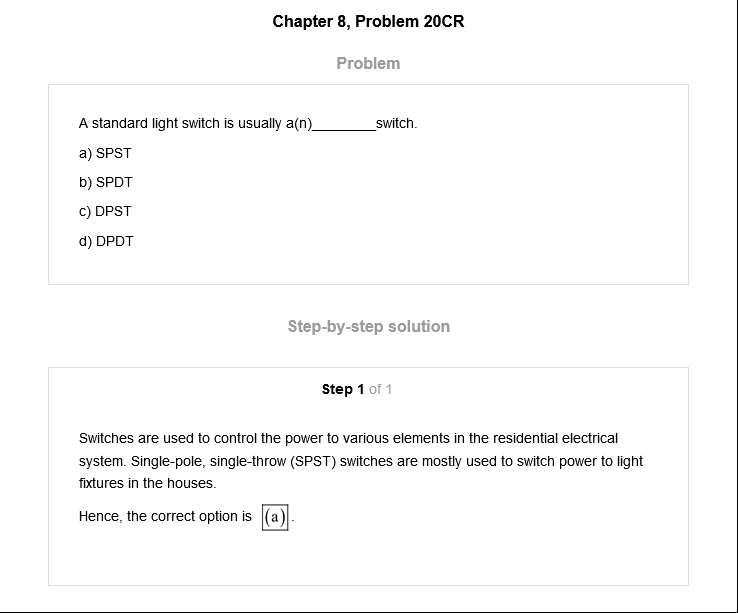 Chapter 8, Problem 20CR
Problem
A standard light switch is usually a(n)________switch.
a) SPST
b) SPDT
c) DPST
d) DPDT
Step-by-step solution
Step 1 of 1
Switches are used to control the power to various elements in the residential electrical
system. Single-pole, single-throw (SPST) switches are mostly used to switch power to light
fixtures in the houses.
Hence, the correct option is (a).